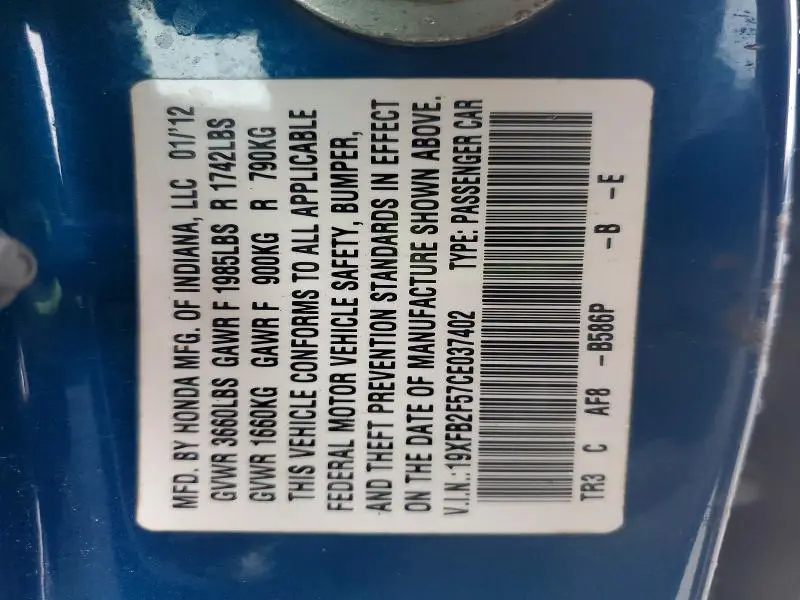 MFD. BY HONDA MFG. OF INDIANA, LLC 01/'12
GVWR 3660LBS GAWR F 1985LBS R 1742LBS
GVWR 1660KG GAWR F 900KG R 790KG
THIS VEHICLE CONFORMS TO ALL APPLICABLE
FEDERAL MOTOR VEHICLE SAFETY, BUMPER,
AND THEFT PREVENTION STANDARDS IN EFFECT
ON THE DATE OF MANUFACTURE SHOWN ABOVE.
V.I.N.: 19XFB2F57CE037402 TYPE: PASSENGER CAR
TR3 C AF8 -B586P -B -E